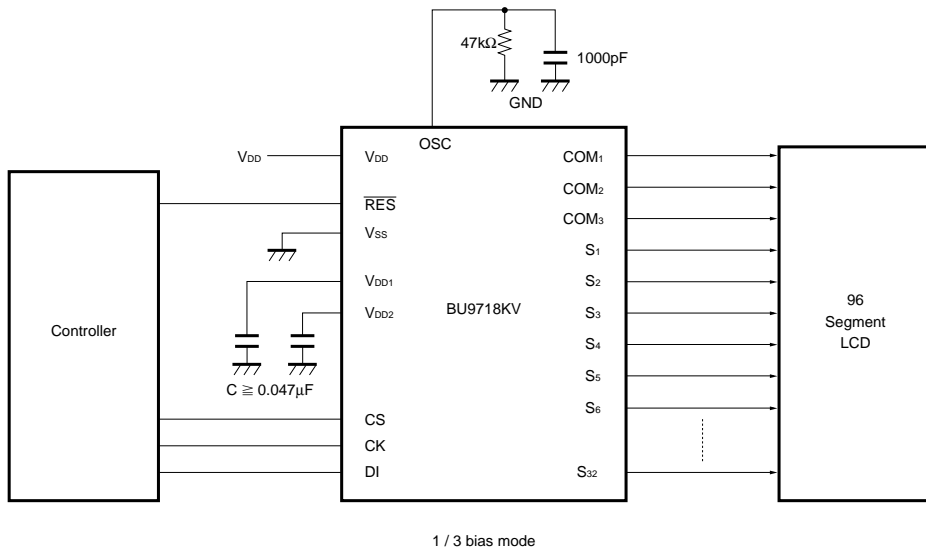 47kΩ
1000pF
GND
OSC
VDD
VDD
RES
VSS
VDD1
VDD2
CS
CK
DI
BU9718KV
COM1
COM2
COM3
S1
S2
S3
S4
S5
S6
S32
Controller
C ≧ 0.047μF
96
Segment
LCD
1 / 3 bias mode